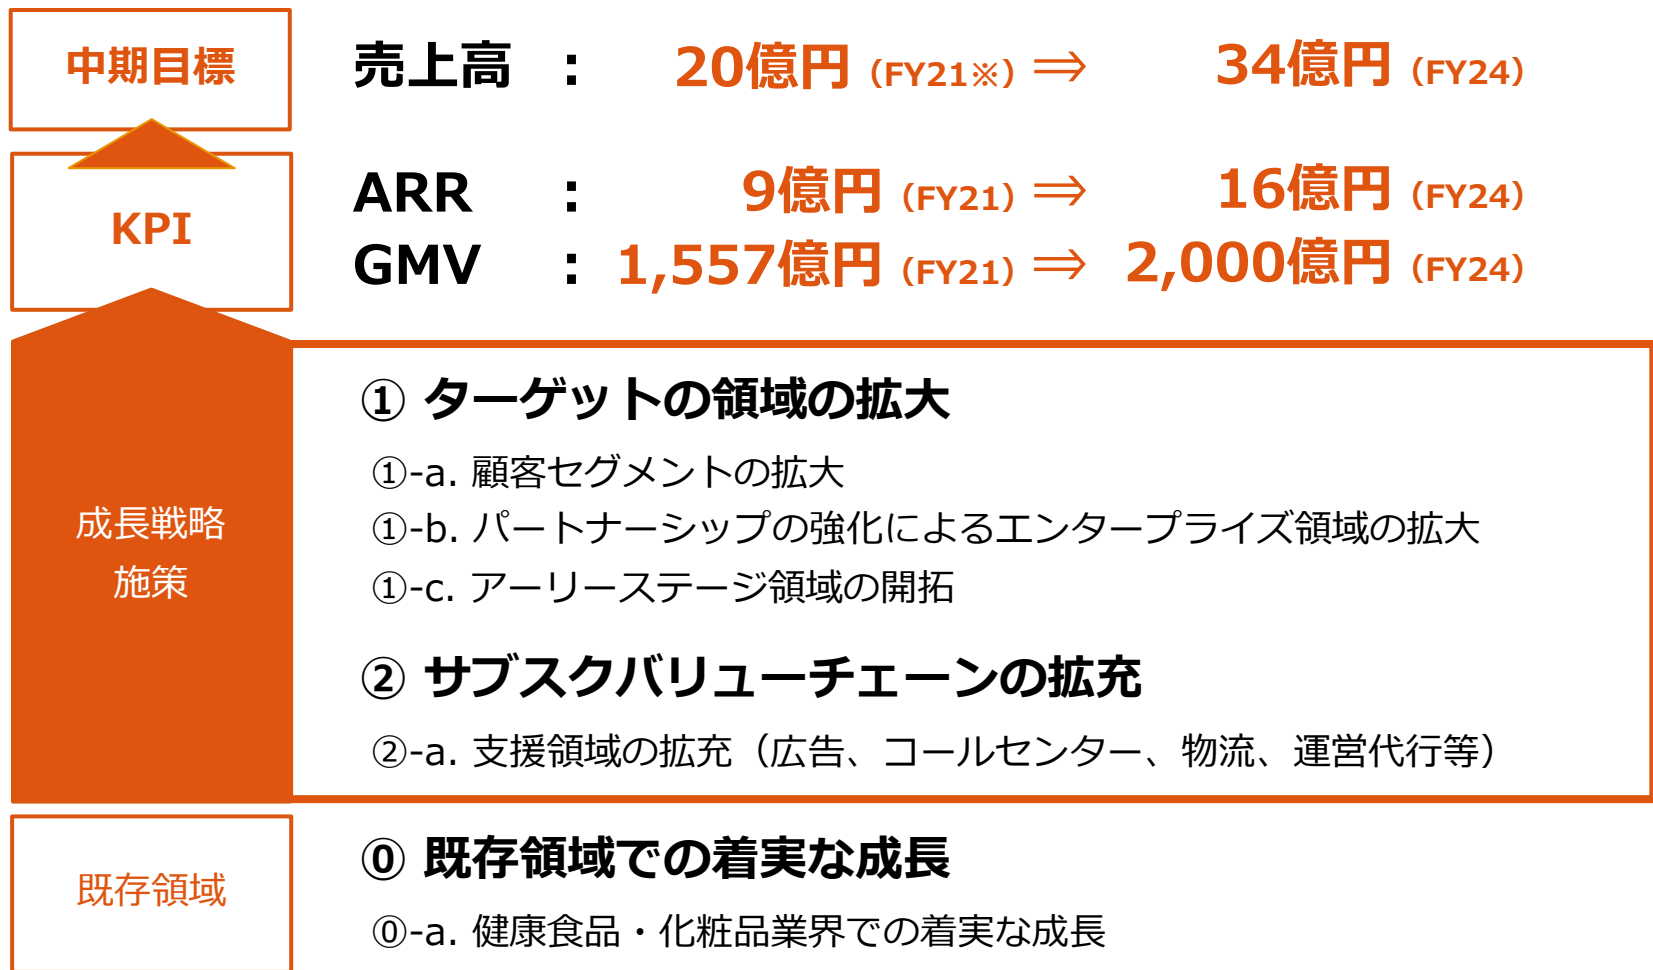 中期目標
売上高 : 20億円(FY21※)⇒ 34億円(FY24)
KPI
ARR : 9億円(FY21)⇒ 16億円(FY24)
GMV : 1,557億円(FY21)⇒ 2,000億円(FY24)
成長戦略
施策
① ターゲットの領域の拡大
①-a. 顧客セグメントの拡大
①-b. パートナーシップの強化によるエンタープライズ領域の拡大
①-c. アーリーステージ領域の開拓
② サブスクバリューチェーンの拡充
②-a. 支援領域の拡充（広告、コールセンター、物流、運営代行等）
既存領域
⓪ 既存領域での着実な成長
⓪-a. 健康食品・化粧品業界での着実な成長